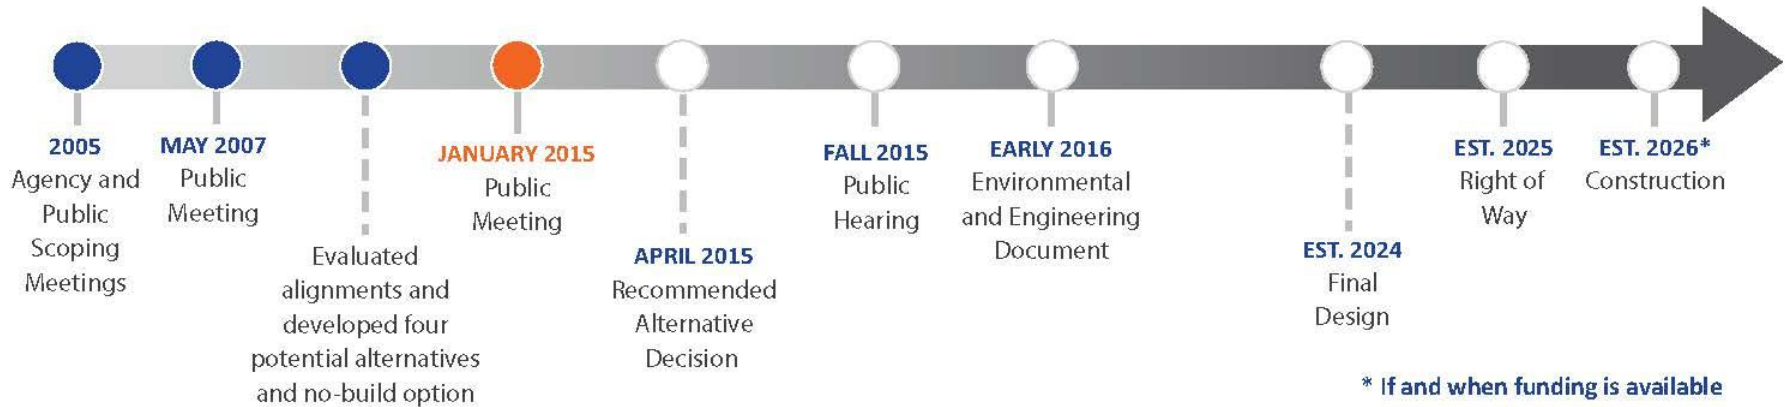 2005
Agency and
Public
Scoping
Meetings
MAY 2007
Public
Meeting
Evaluated
alignments and
developed four
potential alternatives
and no-build option
JANUARY 2015
Public
Meeting
APRIL 2015
Recommended
Alternative
Decision
FALL 2015
Public
Hearing
EARLY 2016
Environmental
and Engineering
Document
EST. 2024
Final
Design
EST. 2025
Right of
Way
EST. 2026*
Construction
* If and when funding is available